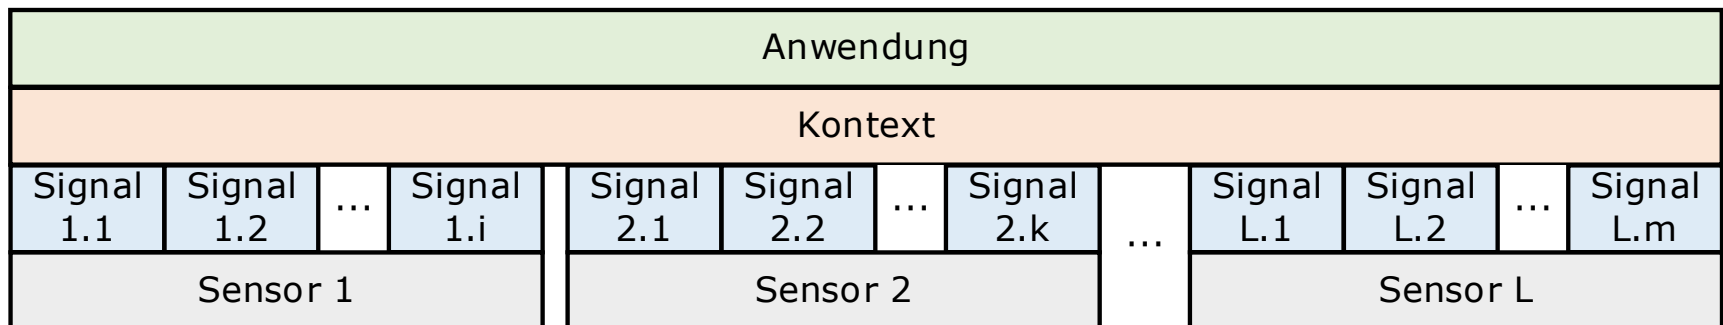 Anwendung
Kontext
Signal 1.1
Signal 1.2
...
Signal 1.i
Signal 2.1
Signal 2.2
...
Signal 2.k
...
Signal L.1
Signal L.2
...
Signal L.m
Sensor 1
Sensor 2
Sensor L